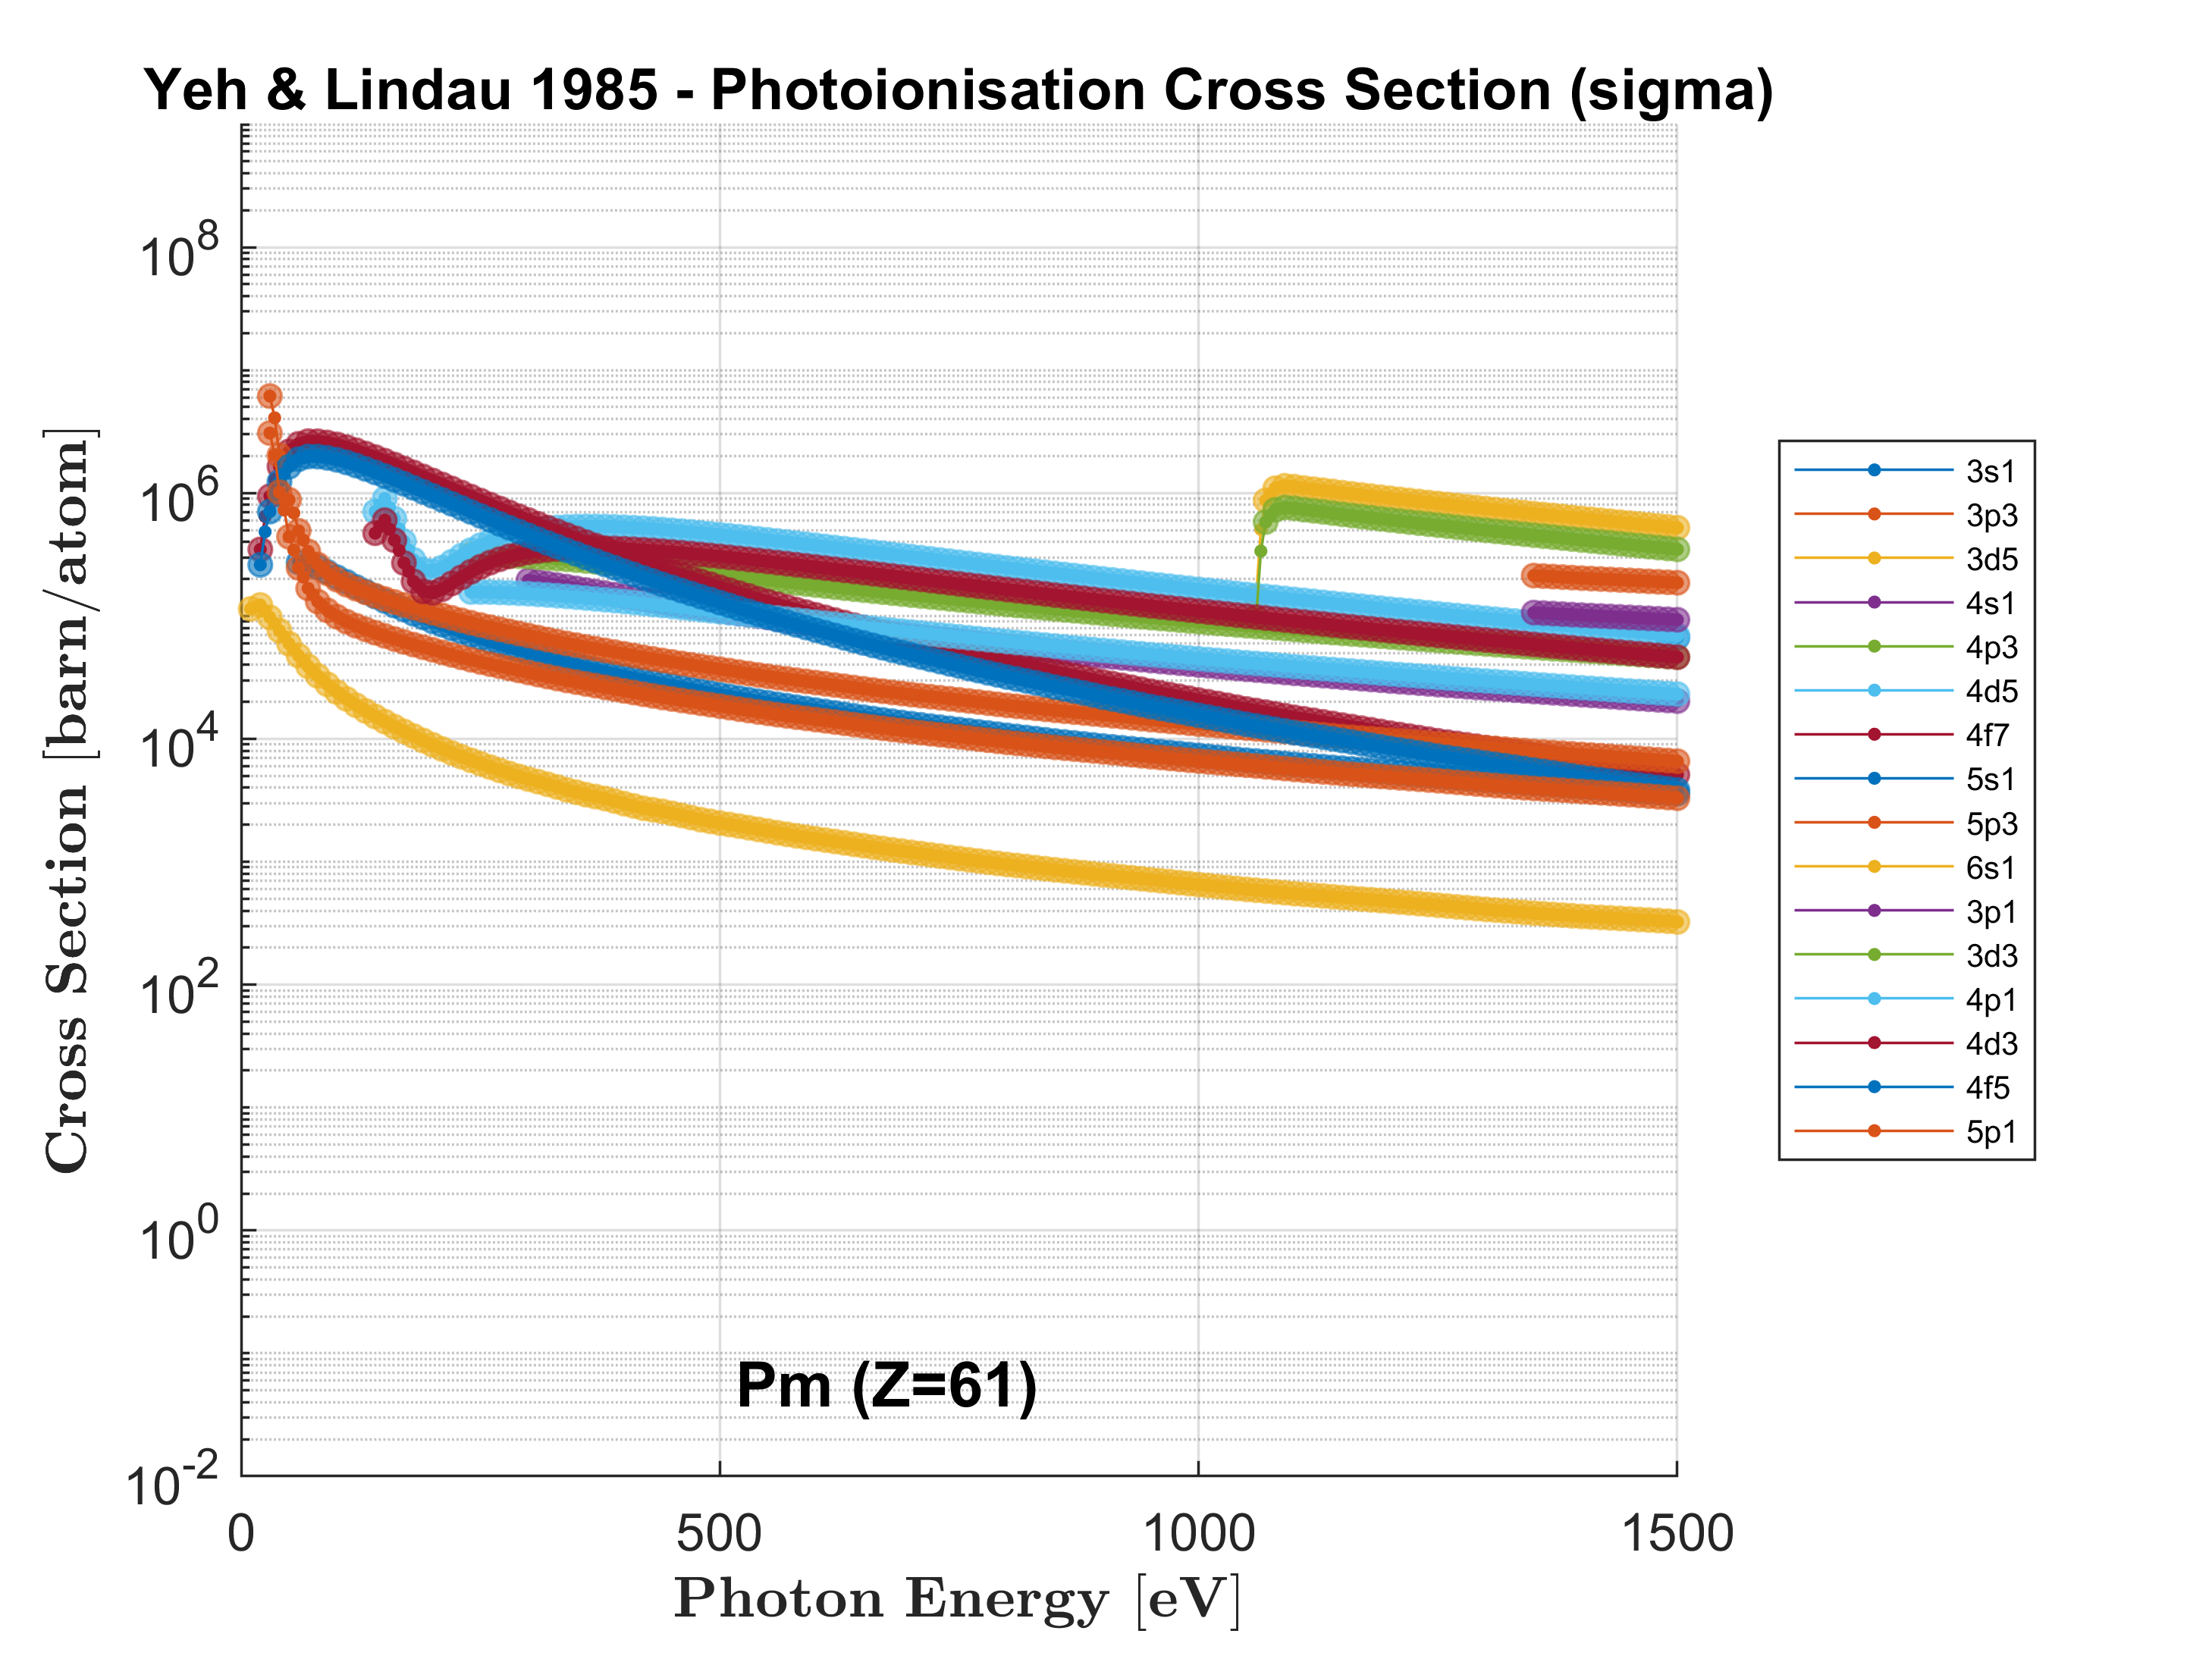 Yeh & Lindau 1985 - Photoionisation Cross Section (sigma)
10^8
10^6
10^4
10^2
10^0
10^-2
Cross Section [barn/atom]
0 500 1000 1500
Photon Energy [eV]
Pm (Z=61)
3s1
3p3
3d5
4s1
4p3
4d5
4f7
5s1
5p3
6s1
3p1
3d3
4p1
4d3
4f5
5p1